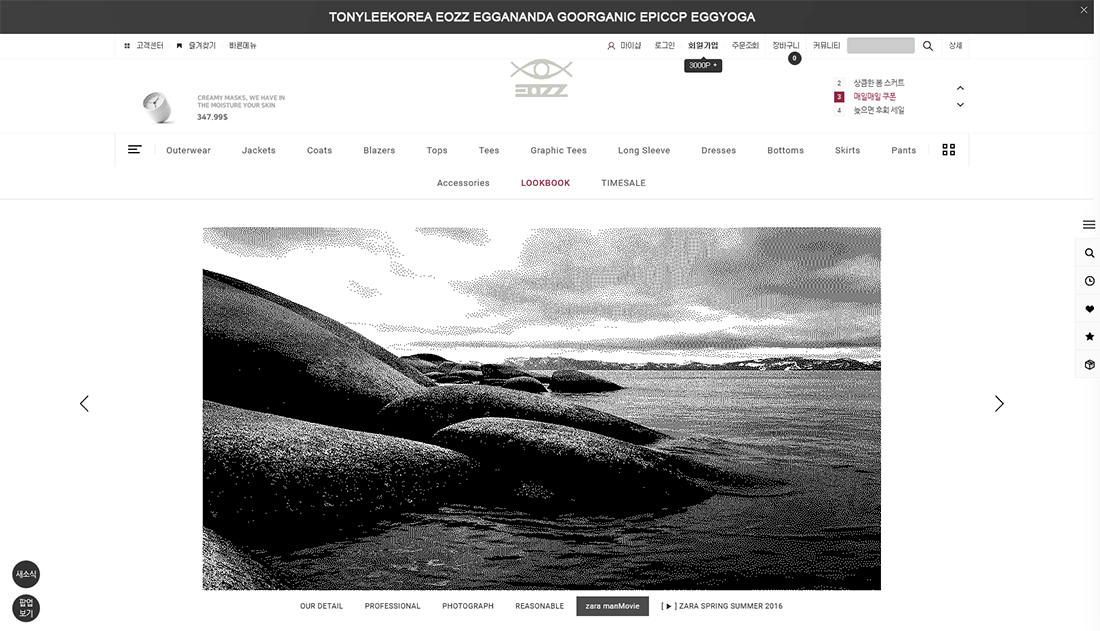 TONYLEEKOREA EOZZ EGGANANDA GOORGANIC EPICCP EGGYOGA
고객센터 즐겨찾기 바로메뉴 마이샵 로그인 회원가입 주문조회 장바구니 커뮤니티 상세
3000P +
0
EOZZ
CREAMY MASKS, WE HAVE IN
THE MOISTURE YOUR SKIN
347.99$
2 상큼한 봄 스커트
3 매일매일 쿠폰
4 늦으면 후회 세일
Outerwear Jackets Coats Blazers Tops Tees Graphic Tees Long Sleeve Dresses Bottoms Skirts Pants
Accessories LOOKBOOK TIMESALE
새소식
팝업
보기
OUR DETAIL PROFESSIONAL PHOTOGRAPH REASONABLE zara manMovie [ ▶ ] ZARA SPRING SUMMER 2016